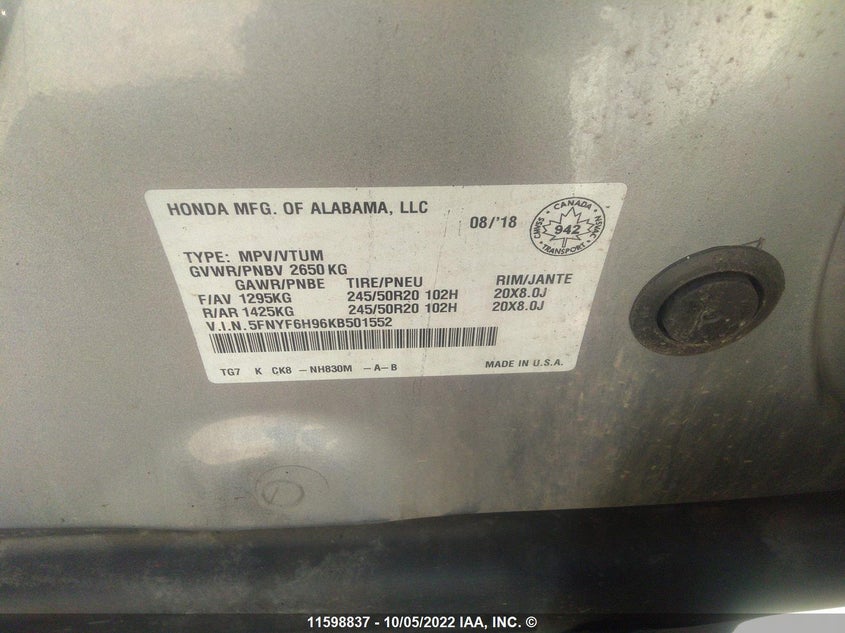 HONDA MFG. OF ALABAMA, LLC
08/'18
CANADA
942
TRANSPORT
TYPE: MPV/VTUM
GVWR/PNBV 2650 KG
GAWR/PNBE TIRE/PNEU RIM/JANTE
F/AV 1295KG 245/50R20 102H 20X8.0J
R/AR 1425KG 245/50R20 102H 20X8.0J
V.I.N. 5FNYF6H96KB501552
TG7 K CK8 -NH830M -A-B MADE IN U.S.A.
11598837 - 10/05/2022 IAA, INC. ©